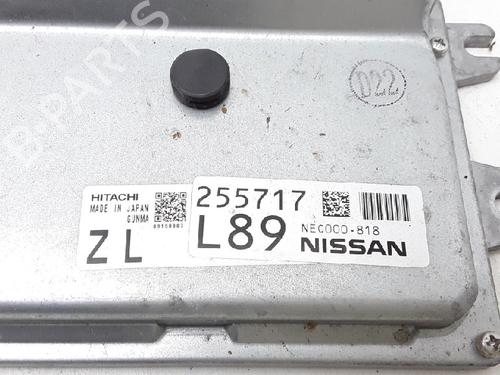 B-PARTS
D22
HITACHI
MADE IN JAPAN
GUNMA
ZL
255717
L89
NEC000-818
NISSAN